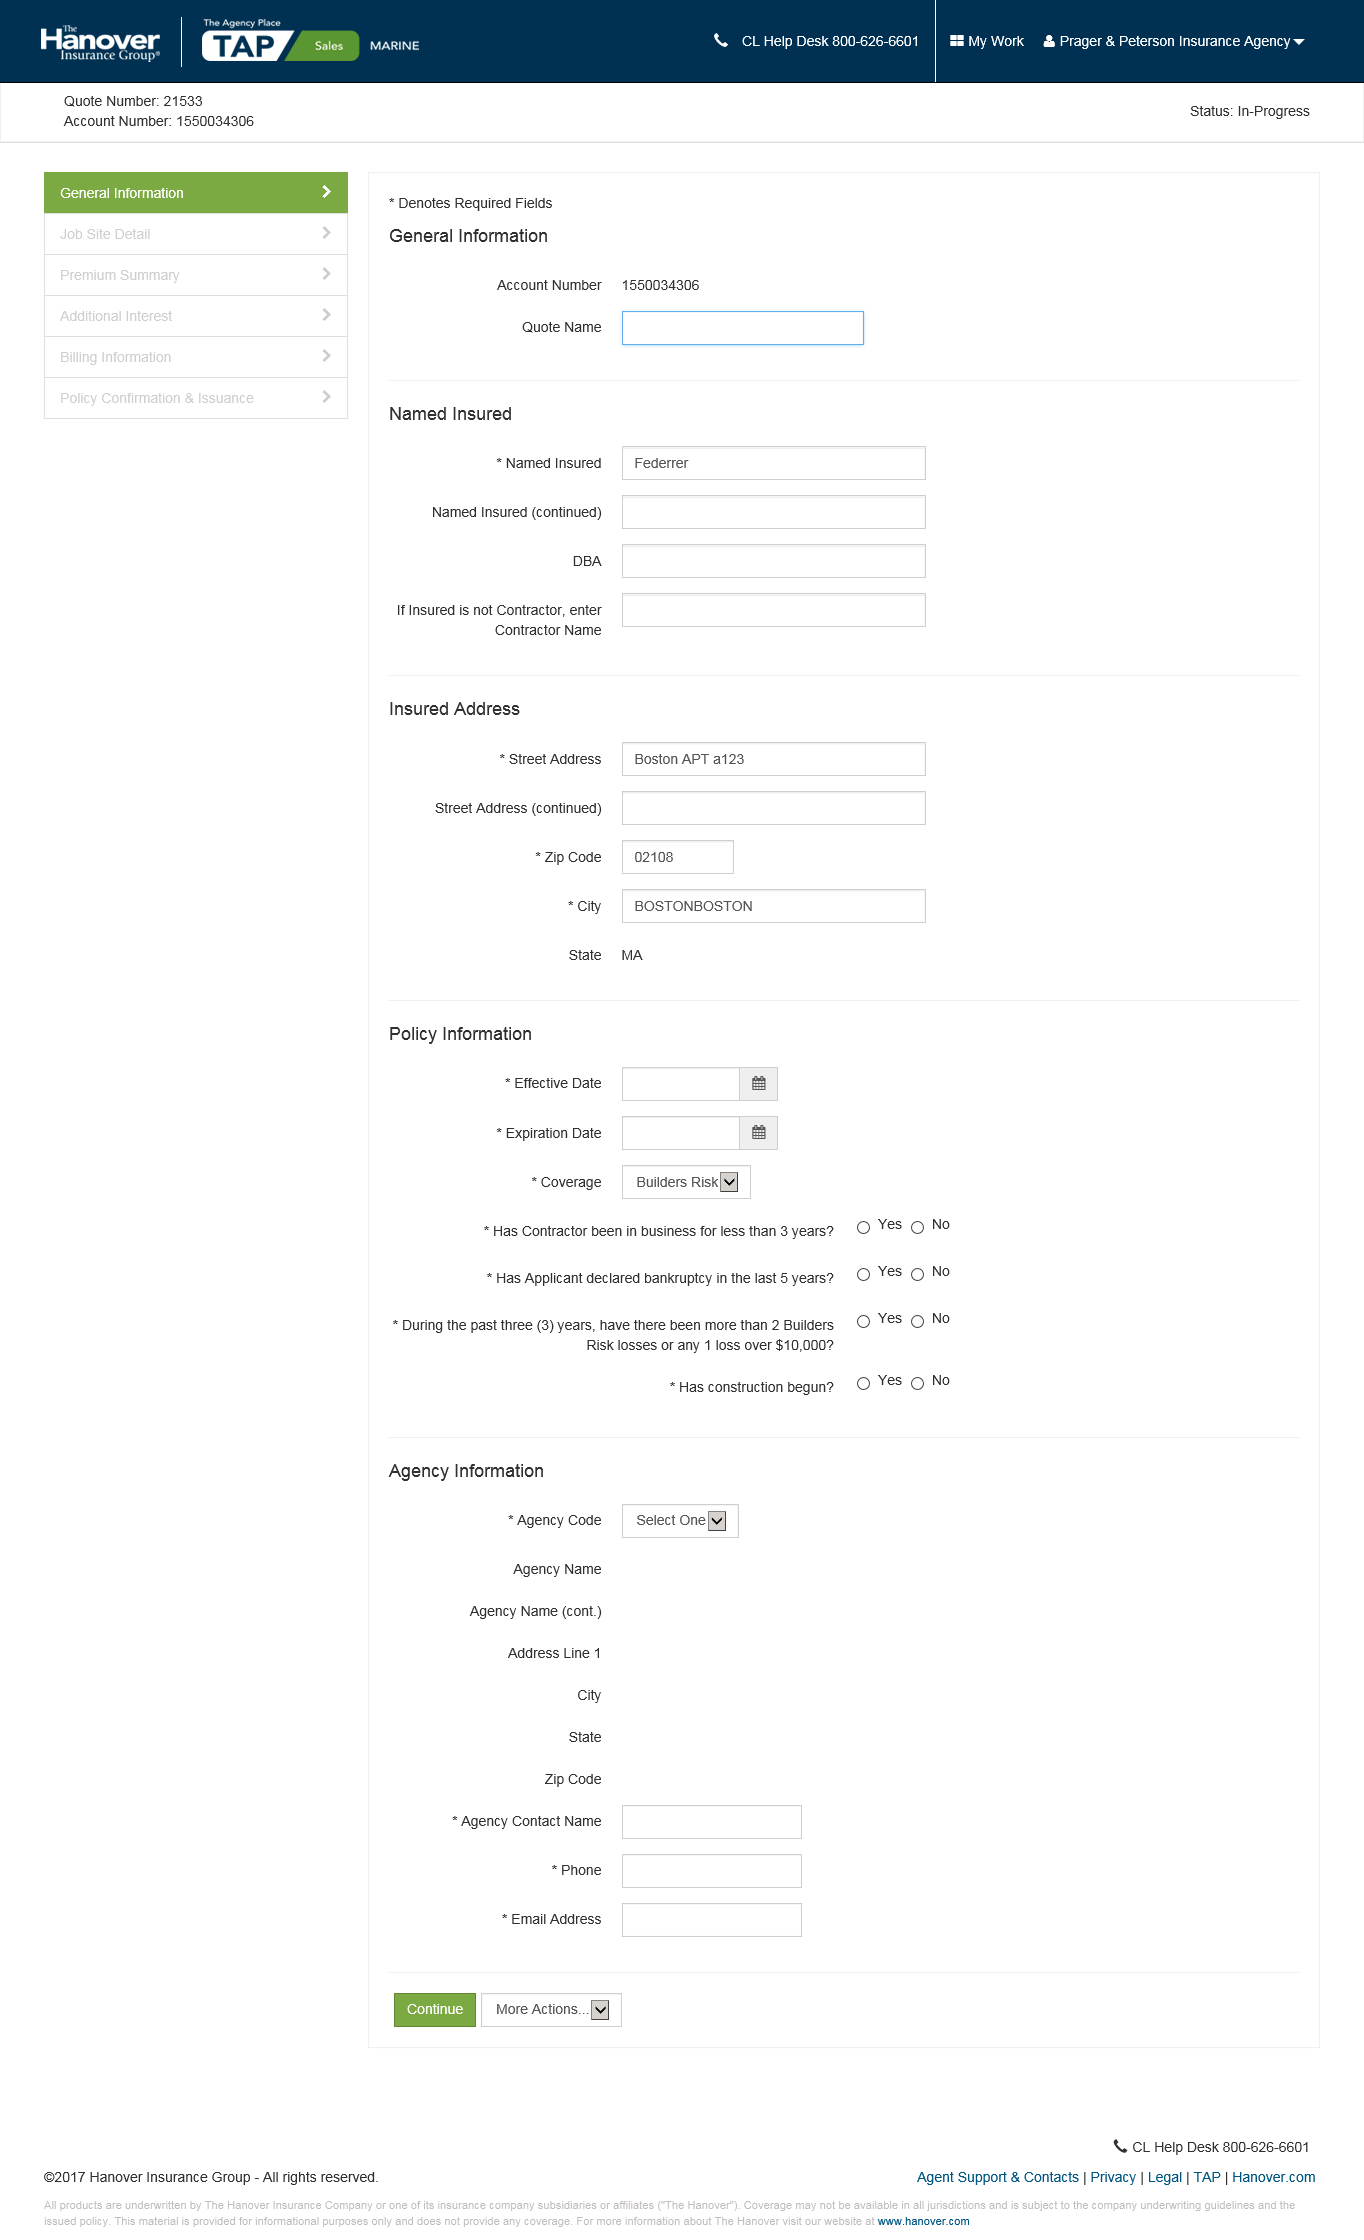 The
Hanover
Insurance Group®
The Agency Place
TAP Sales MARINE
CL Help Desk 800-626-6601
My Work
Prager & Peterson Insurance Agency
Quote Number: 21533
Account Number: 1550034306
Status: In-Progress
General Information
Job Site Detail
Premium Summary
Additional Interest
Billing Information
Policy Confirmation & Issuance
* Denotes Required Fields
General Information
Account Number 1550034306
Quote Name
Named Insured
* Named Insured Federrer
Named Insured (continued)
DBA
If Insured is not Contractor, enter
Contractor Name
Insured Address
* Street Address Boston APT a123
Street Address (continued)
* Zip Code 02108
* City BOSTONBOSTON
State MA
Policy Information
* Effective Date
* Expiration Date
* Coverage Builders Risk
* Has Contractor been in business for less than 3 years? Yes No
* Has Applicant declared bankruptcy in the last 5 years? Yes No
* During the past three (3) years, have there been more than 2 Builders Yes No
Risk losses or any 1 loss over $10,000?
* Has construction begun? Yes No
Agency Information
* Agency Code Select One
Agency Name
Agency Name (cont.)
Address Line 1
City
State
Zip Code
* Agency Contact Name
* Phone
* Email Address
Continue More Actions...
CL Help Desk 800-626-6601
©2017 Hanover Insurance Group - All rights reserved.
Agent Support & Contacts | Privacy | Legal | TAP | Hanover.com
All products are underwritten by The Hanover Insurance Company or one of its insurance company subsidiaries or affiliates ("The Hanover"). Coverage may not be available in all jurisdictions and is subject to the company underwriting guidelines and the
issued policy. This material is provided for informational purposes only and does not provide any coverage. For more information about The Hanover visit our website at www.hanover.com